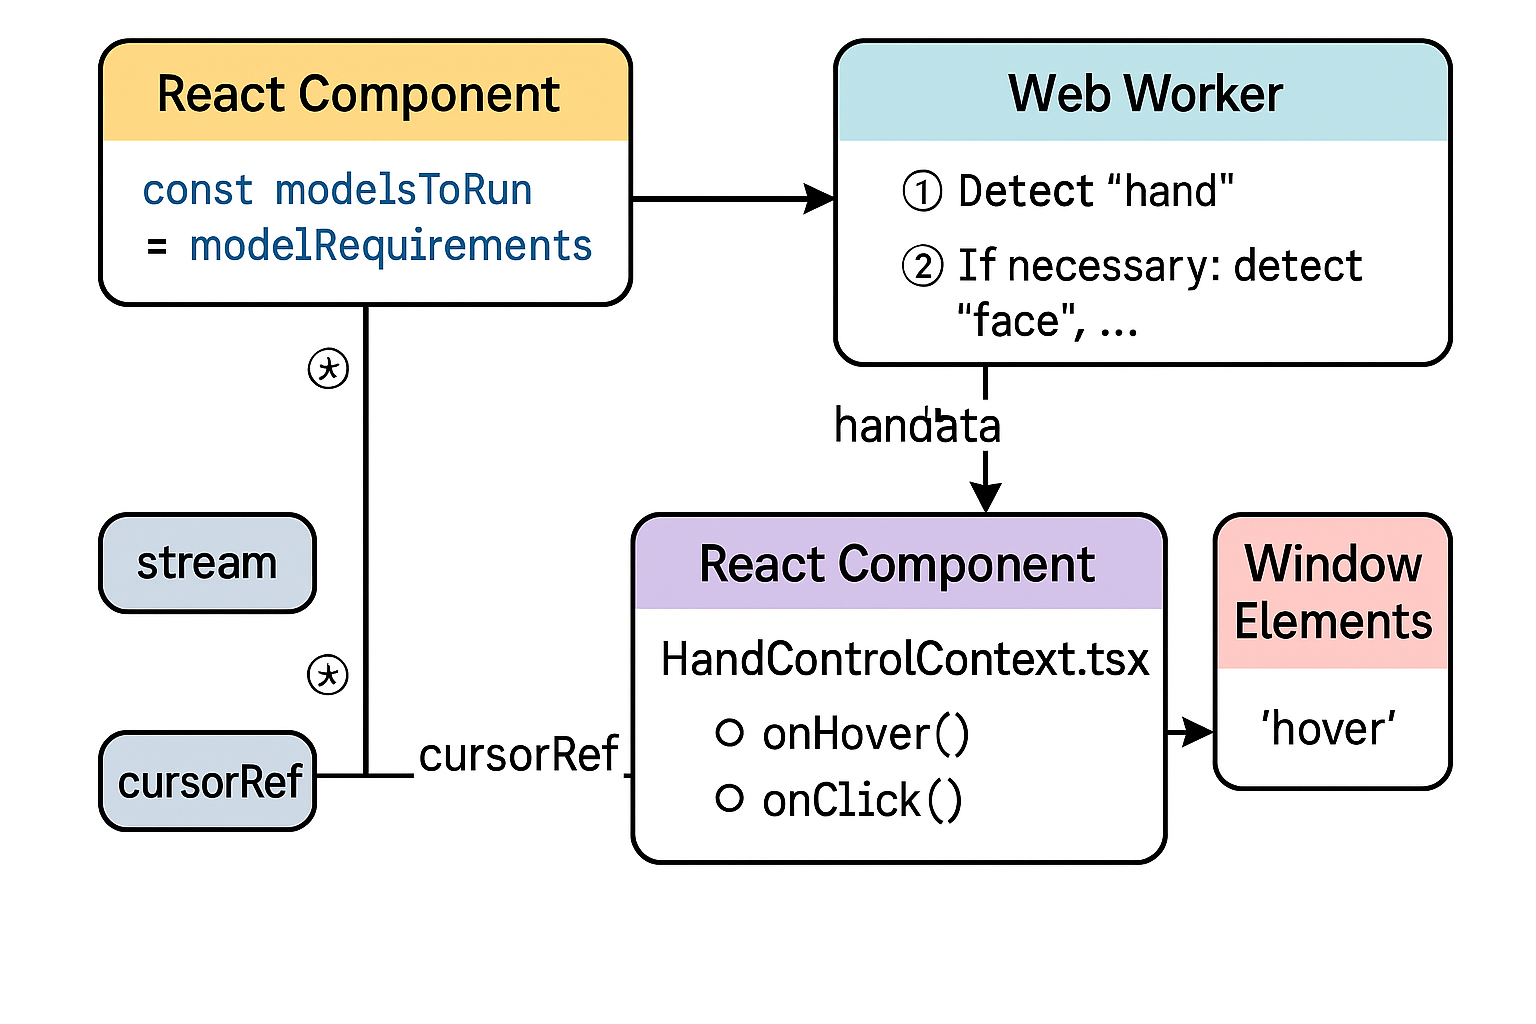 React Component
const modelsToRun
= modelRequirements
Web Worker
① Detect "hand"
② If necessary: detect
"face", ...
stream
cursorRef
cursorRef
React Component
HandControlContext.tsx
○ onHover()
○ onClick()
Window
Elements
'hover'